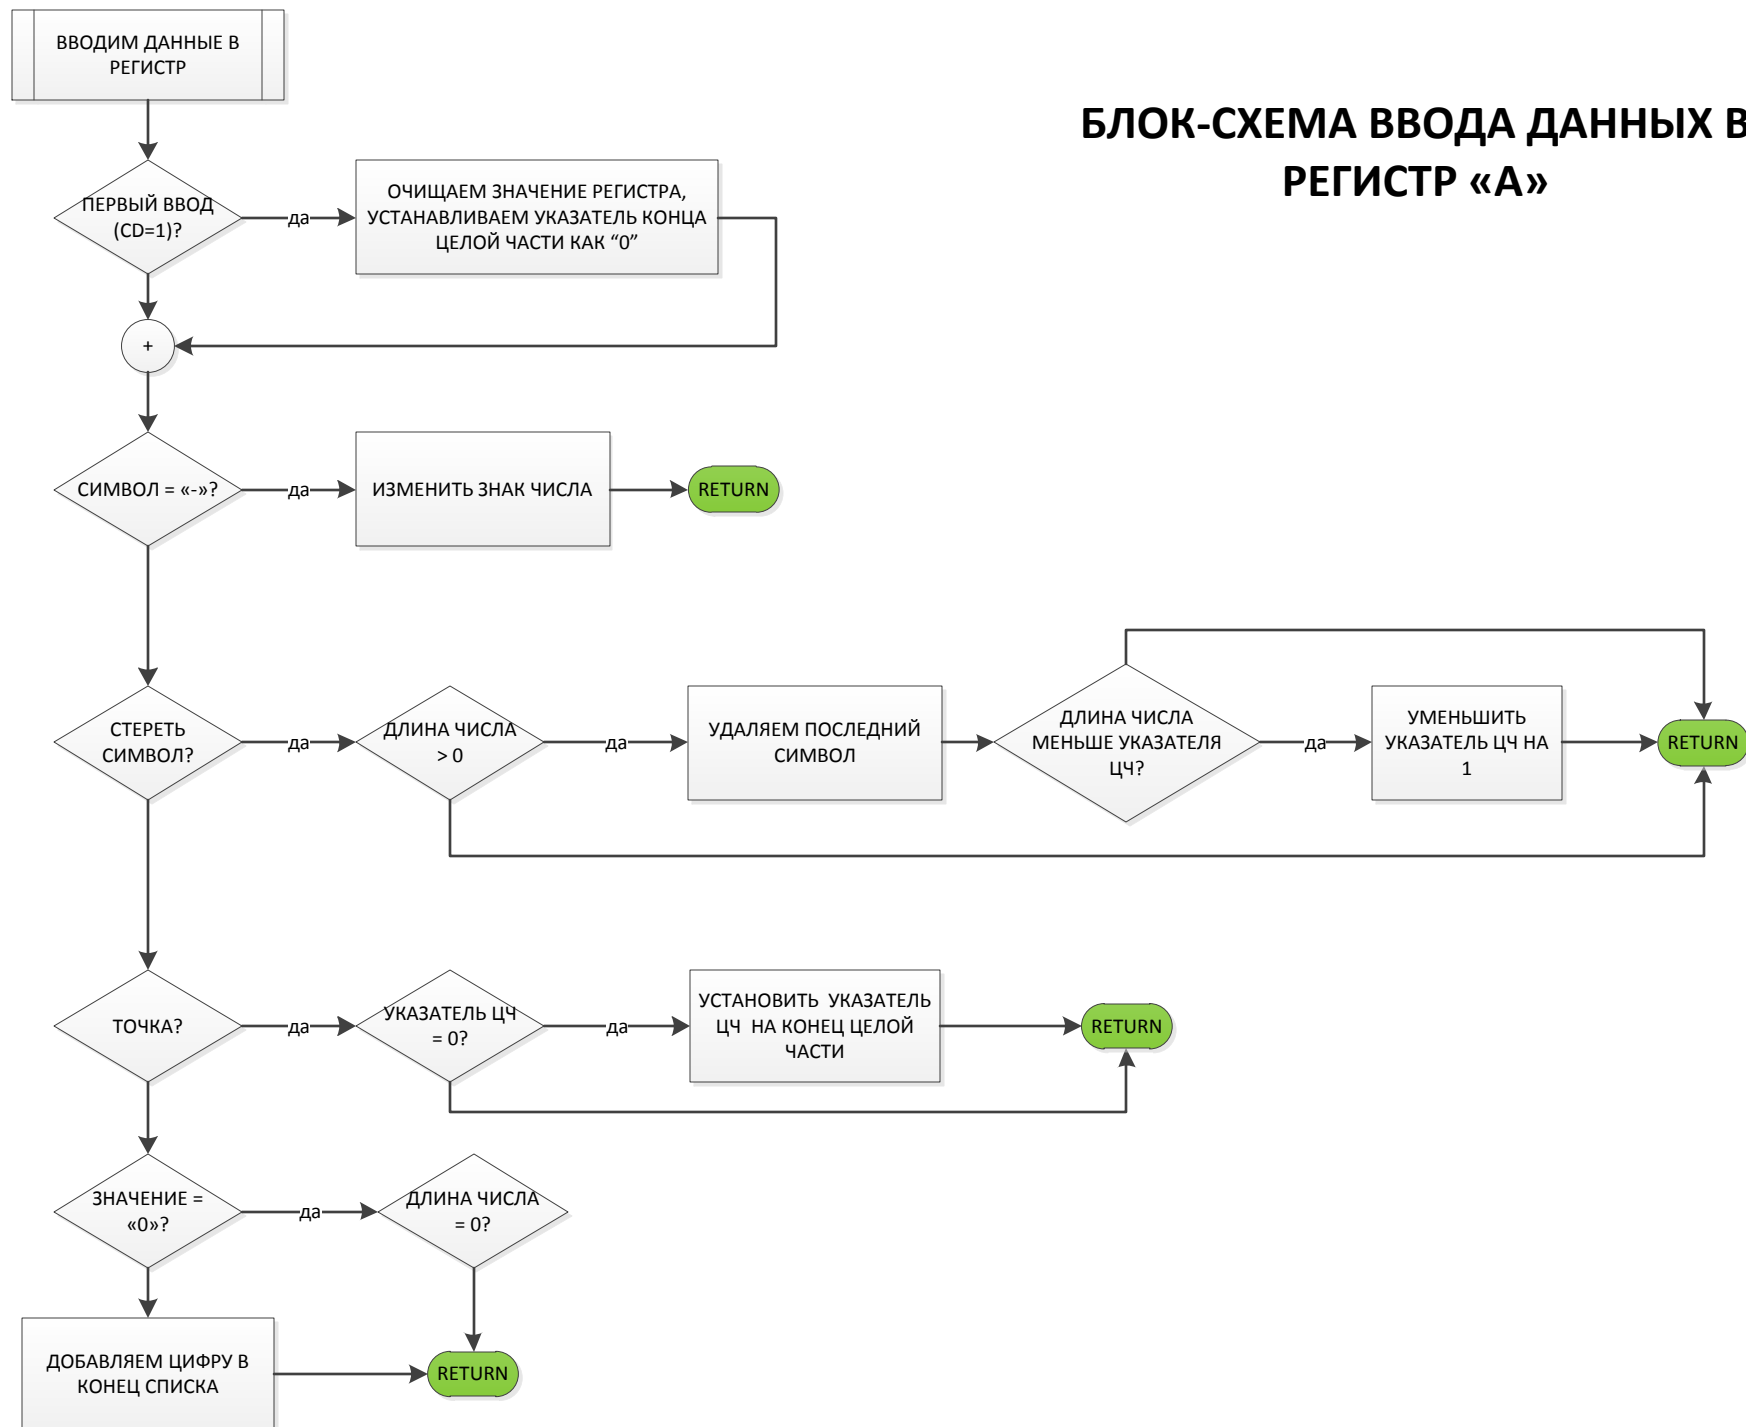 ВВОДИМ ДАННЫЕ В
РЕГИСТР
БЛОК-СХЕМА ВВОДА ДАННЫХ В
РЕГИСТР «А»
ПЕРВЫЙ ВВОД
(CD=1)?
да
ОЧИЩАЕМ ЗНАЧЕНИЕ РЕГИСТРА,
УСТАНАВЛИВАЕМ УКАЗАТЕЛЬ КОНЦА
ЦЕЛОЙ ЧАСТИ КАК “0”
+
СИМВОЛ = «-»?
да
ИЗМЕНИТЬ ЗНАК ЧИСЛА
RETURN
СТЕРЕТЬ
СИМВОЛ?
да
ДЛИНА ЧИСЛА
> 0
да
УДАЛЯЕМ ПОСЛЕДНИЙ
СИМВОЛ
ДЛИНА ЧИСЛА
МЕНЬШЕ УКАЗАТЕЛЯ
ЦЧ?
да
УМЕНЬШИТЬ
УКАЗАТЕЛЬ ЦЧ НА
1
RETURN
ТОЧКА?
да
УКАЗАТЕЛЬ ЦЧ
= 0?
да
УСТАНОВИТЬ УКАЗАТЕЛЬ
ЦЧ НА КОНЕЦ ЦЕЛОЙ
ЧАСТИ
RETURN
ЗНАЧЕНИЕ =
«0»?
да
ДЛИНА ЧИСЛА
= 0?
ДОБАВЛЯЕМ ЦИФРУ В
КОНЕЦ СПИСКА
RETURN